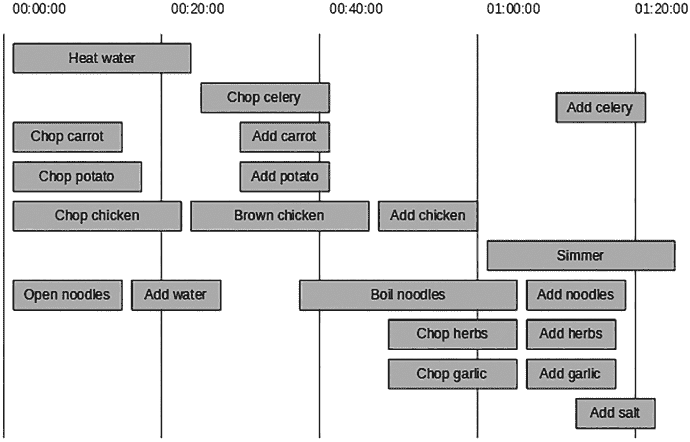 00:00:00 00:20:00 00:40:00 01:00:00 01:20:00
Heat water
Chop celery Add celery
Chop carrot Add carrot
Chop potato Add potato
Chop chicken Brown chicken Add chicken
Simmer
Open noodles Add water Boil noodles Add noodles
Chop herbs Add herbs
Chop garlic Add garlic
Add salt